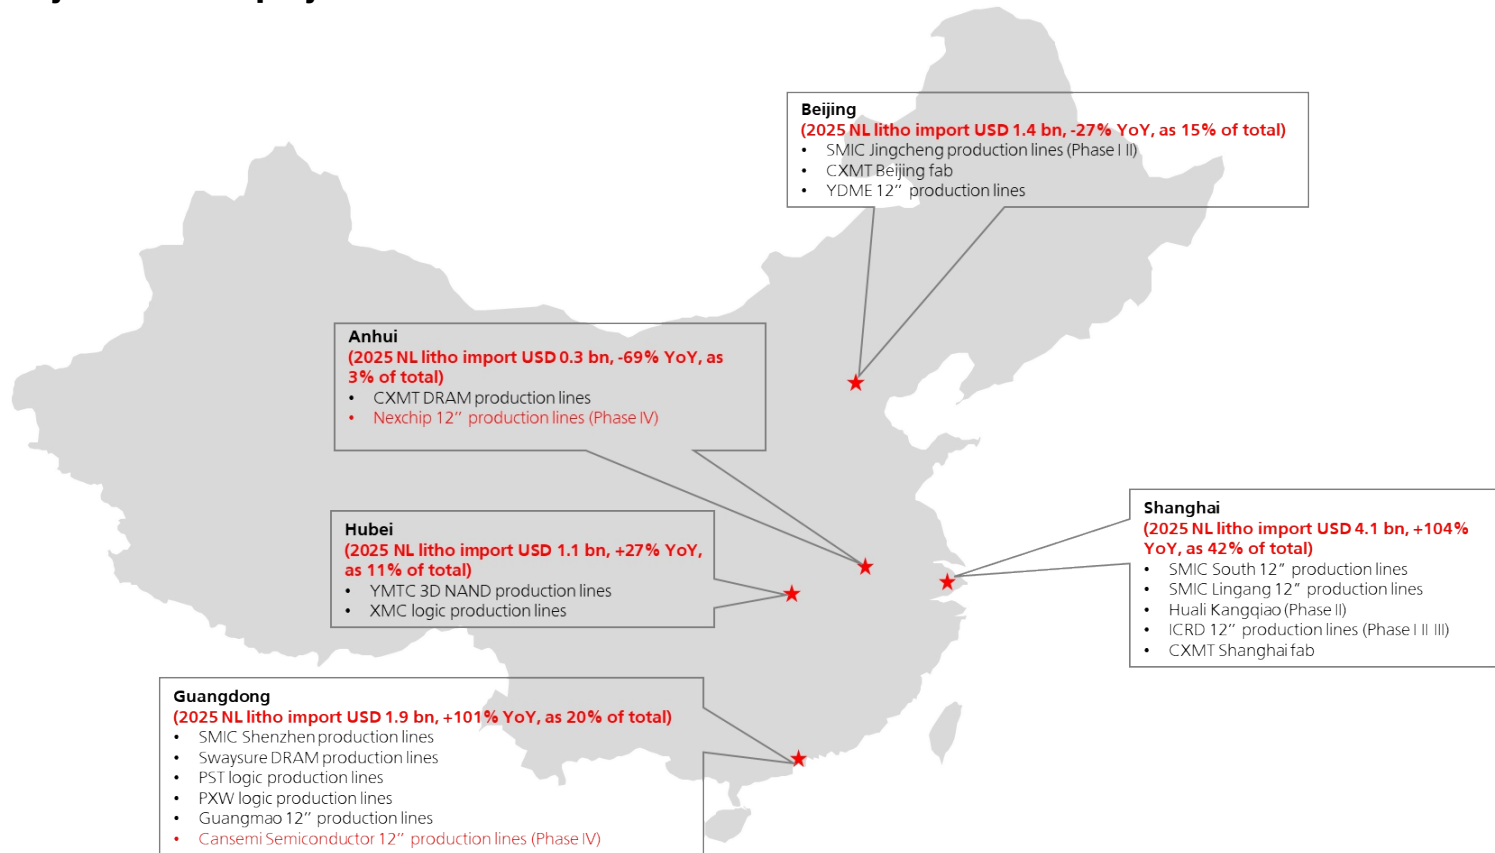 Beijing
(2025 NL litho import USD 1.4 bn, -27% YoY, as 15% of total)
• SMIC Jingcheng production lines (Phase I II)
• CXMT Beijing fab
• YDME 12’’ production lines
Anhui
(2025 NL litho import USD 0.3 bn, -69% YoY, as
3% of total)
• CXMT DRAM production lines
• Nexchip 12’’ production lines (Phase IV)
Hubei
(2025 NL litho import USD 1.1 bn, +27% YoY,
as 11% of total)
• YMTC 3D NAND production lines
• XMC logic production lines
Shanghai
(2025 NL litho import USD 4.1 bn, +104%
YoY, as 42% of total)
• SMIC South 12” production lines
• SMIC Lingang 12” production lines
• Huali Kangqiao (Phase II)
• ICRD 12’’ production lines (Phase I II III)
• CXMT Shanghai fab
Guangdong
(2025 NL litho import USD 1.9 bn, +101% YoY, as 20% of total)
• SMIC Shenzhen production lines
• Swaysure DRAM production lines
• PST logic production lines
• PXW logic production lines
• Guangmao 12’’ production lines
• Cansemi Semiconductor 12’’ production lines (Phase IV)